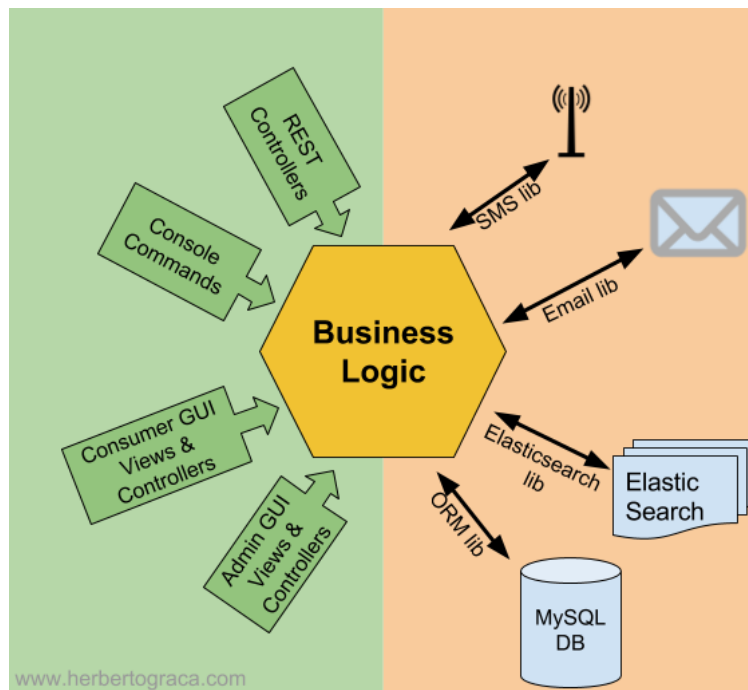 REST
Controllers
Console
Commands
Consumer GUI
Views &
Controllers
Admin GUI
Views &
Controllers
Business
Logic
SMS lib
Email lib
Elasticsearch
lib
ORM lib
Elastic
Search
MySQL
DB
www.herbertograca.com